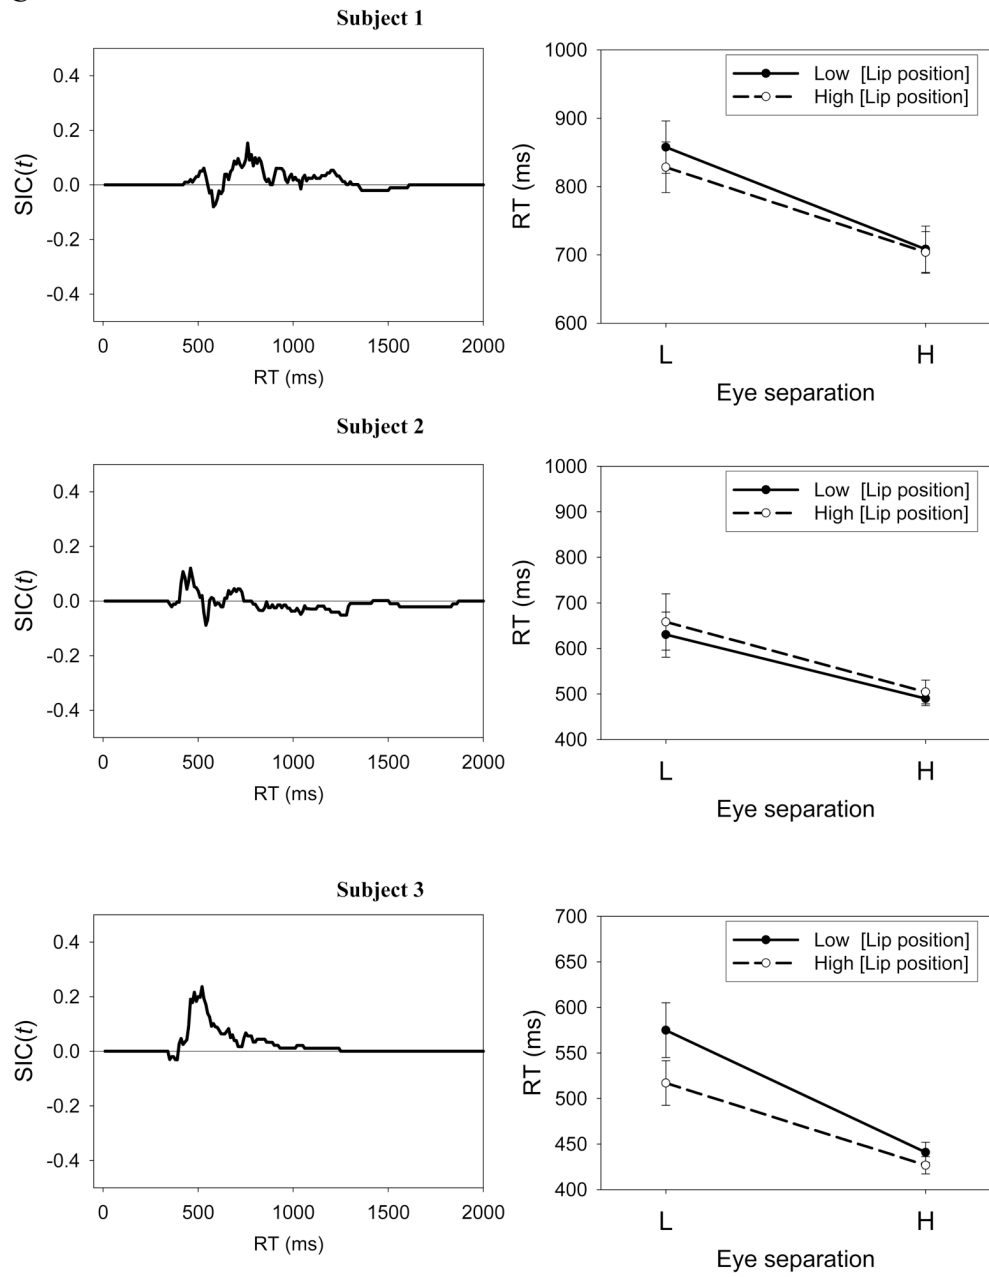 Subject 1
0.4
0.2
0.0
-0.2
-0.4
SIC(t)
0 500 1000 1500 2000
RT (ms)
1000
900
800
700
600
RT (ms)
Low [Lip position]
High [Lip position]
L H
Eye separation
Subject 2
0.4
0.2
0.0
-0.2
-0.4
SIC(t)
0 500 1000 1500 2000
RT (ms)
1000
900
800
700
600
500
400
RT (ms)
Low [Lip position]
High [Lip position]
L H
Eye separation
Subject 3
0.4
0.2
0.0
-0.2
-0.4
SIC(t)
0 500 1000 1500 2000
RT (ms)
700
650
600
550
500
450
400
RT (ms)
Low [Lip position]
High [Lip position]
L H
Eye separation